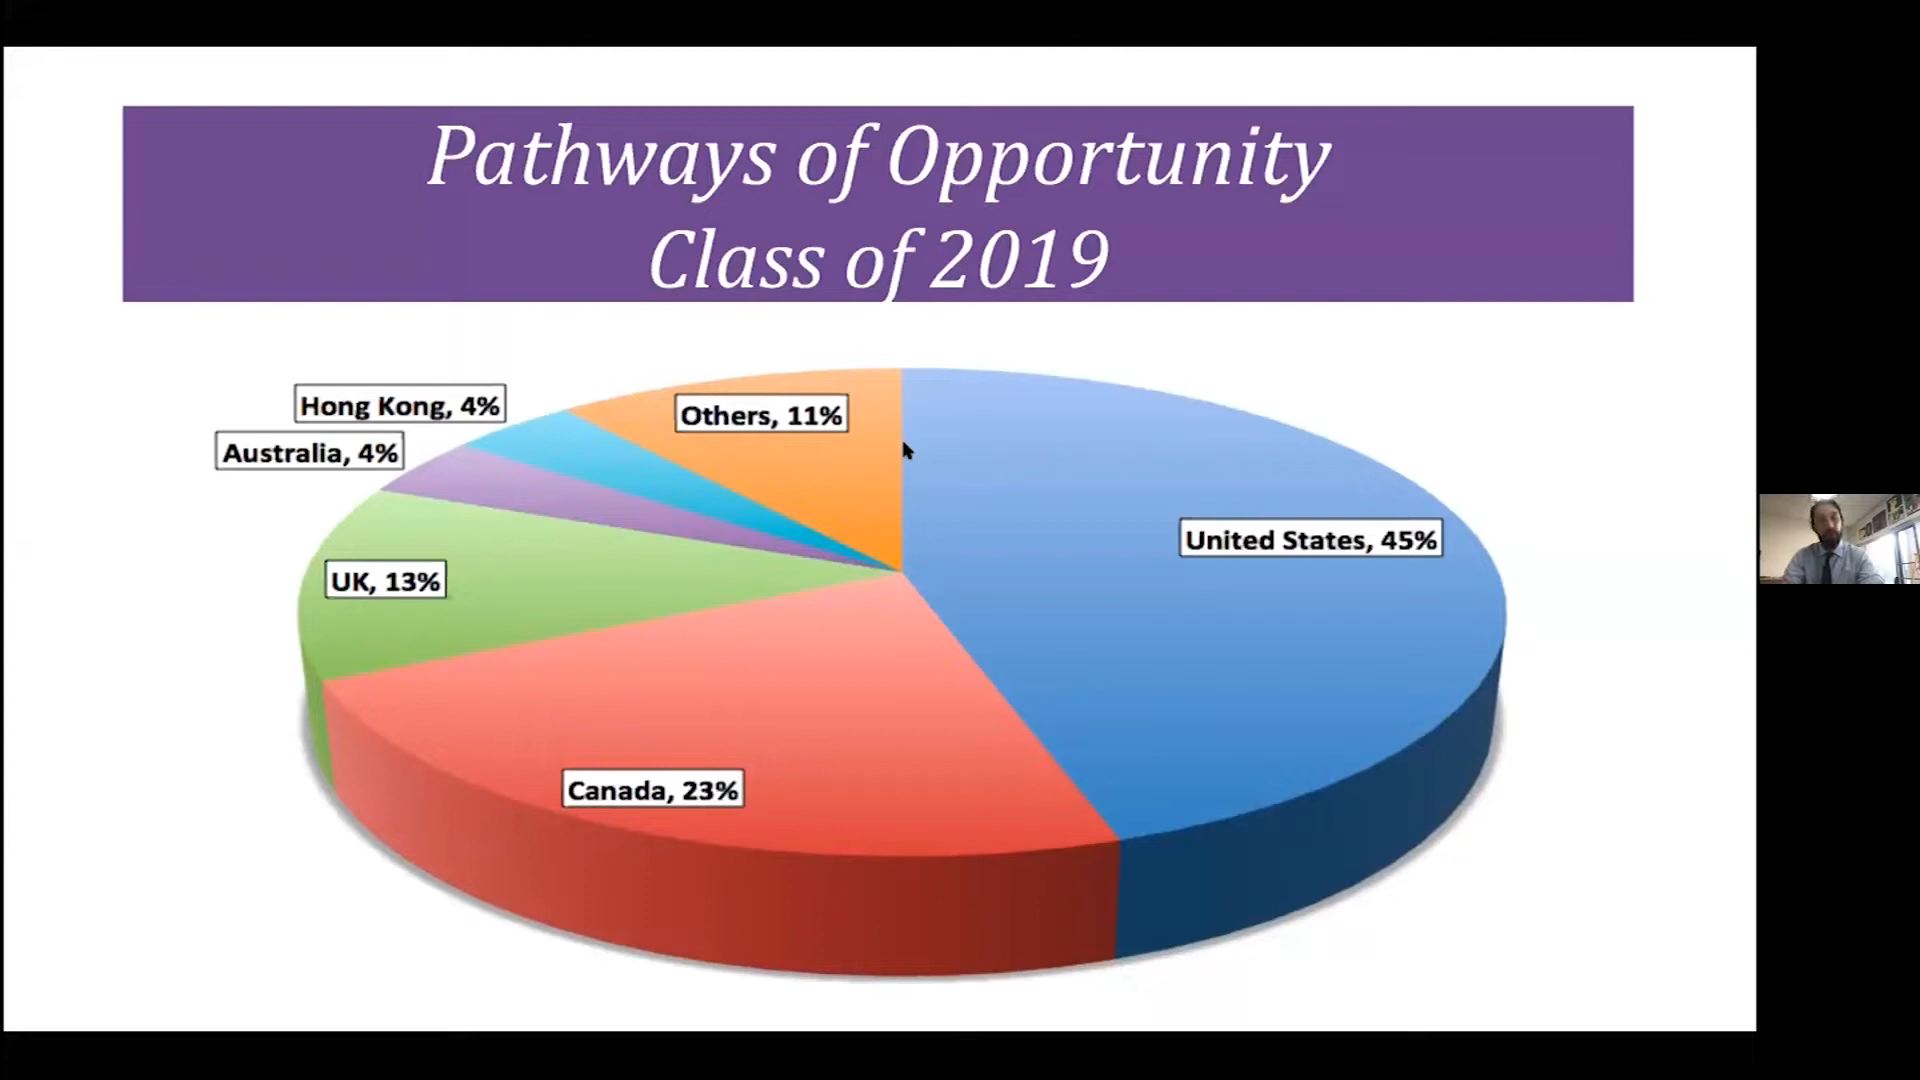 Pathways of Opportunity
Class of 2019
Hong Kong, 4%
Others, 11%
Australia, 4%
United States, 45%
UK, 13%
Canada, 23%